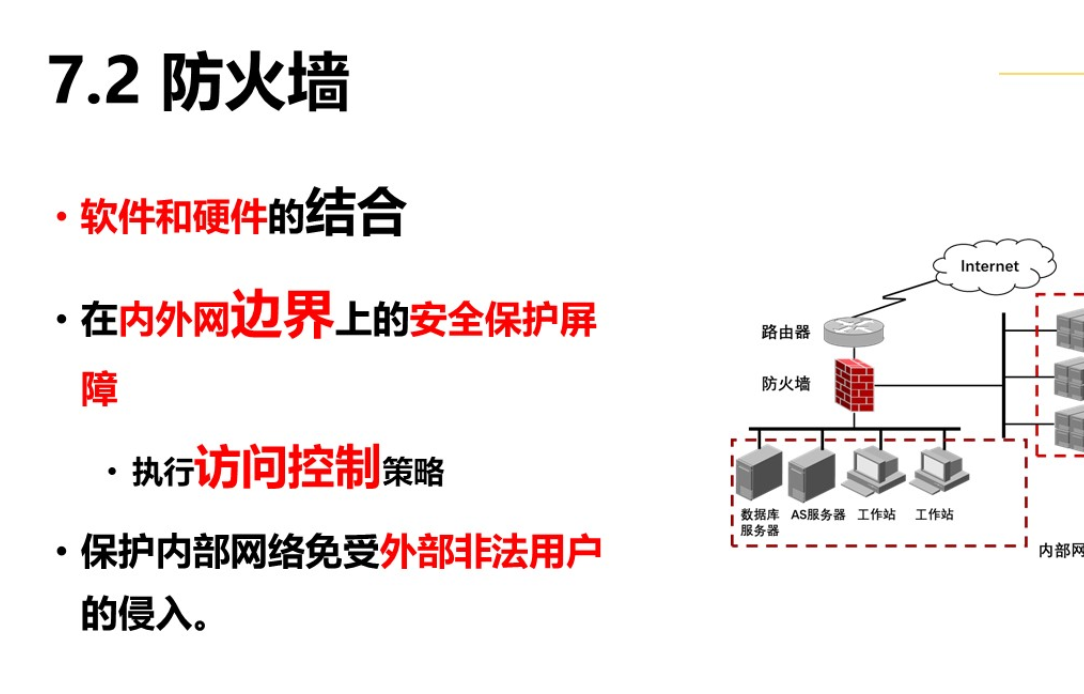 7.2 防火墙
• 软件和硬件的结合
• 在内外网边界上的安全保护屏
障
• 执行访问控制策略
• 保护内部网络免受外部非法用户
的侵入。
Internet
路由器
防火墙
数据库
服务器
AS服务器
工作站
工作站
内部网